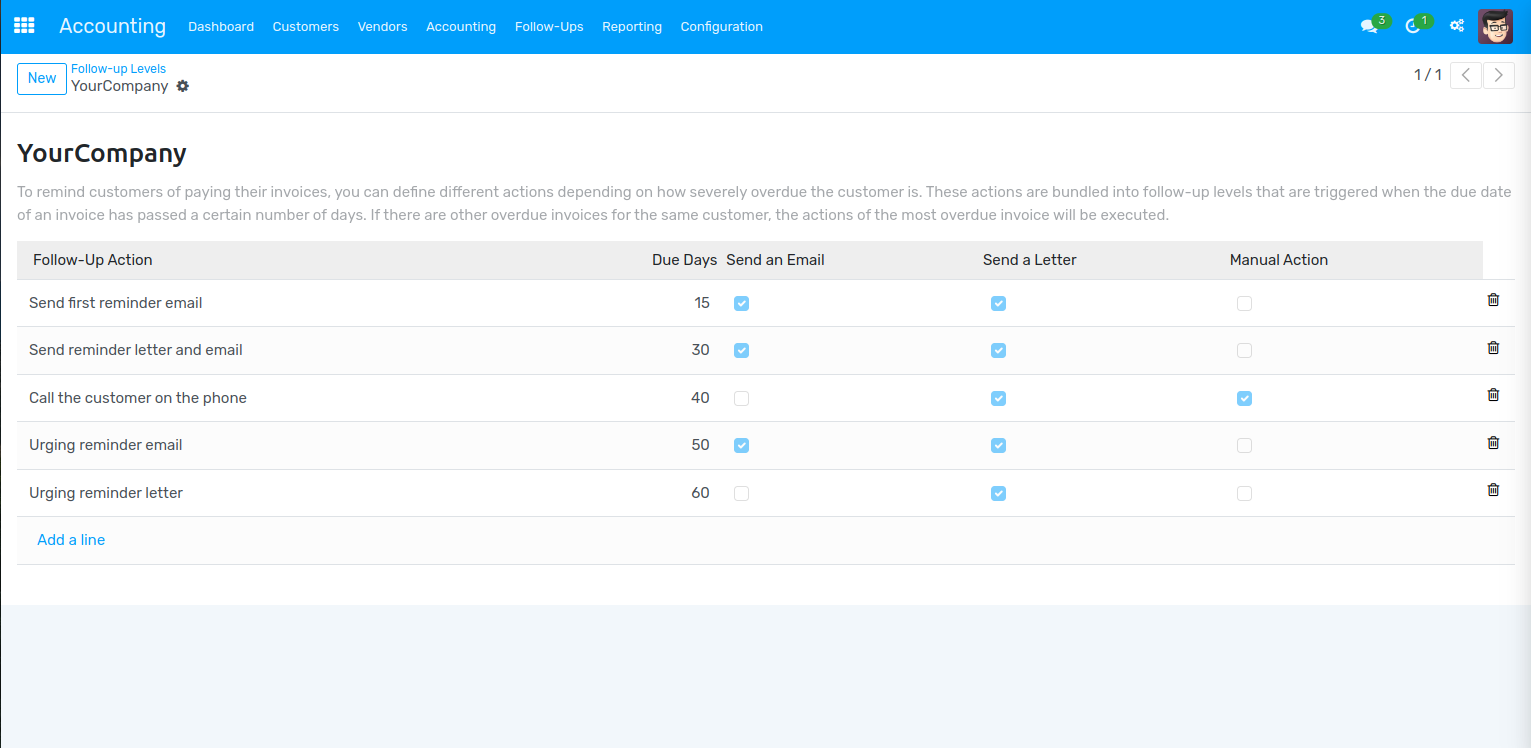 Accounting Dashboard Customers Vendors Accounting Follow-Ups Reporting Configuration 3 1
New Follow-up Levels
YourCompany 1 / 1
YourCompany
To remind customers of paying their invoices, you can define different actions depending on how severely overdue the customer is. These actions are bundled into follow-up levels that are triggered when the due date
of an invoice has passed a certain number of days. If there are other overdue invoices for the same customer, the actions of the most overdue invoice will be executed.
Follow-Up Action Due Days Send an Email Send a Letter Manual Action
Send first reminder email 15
Send reminder letter and email 30
Call the customer on the phone 40
Urging reminder email 50
Urging reminder letter 60
Add a line